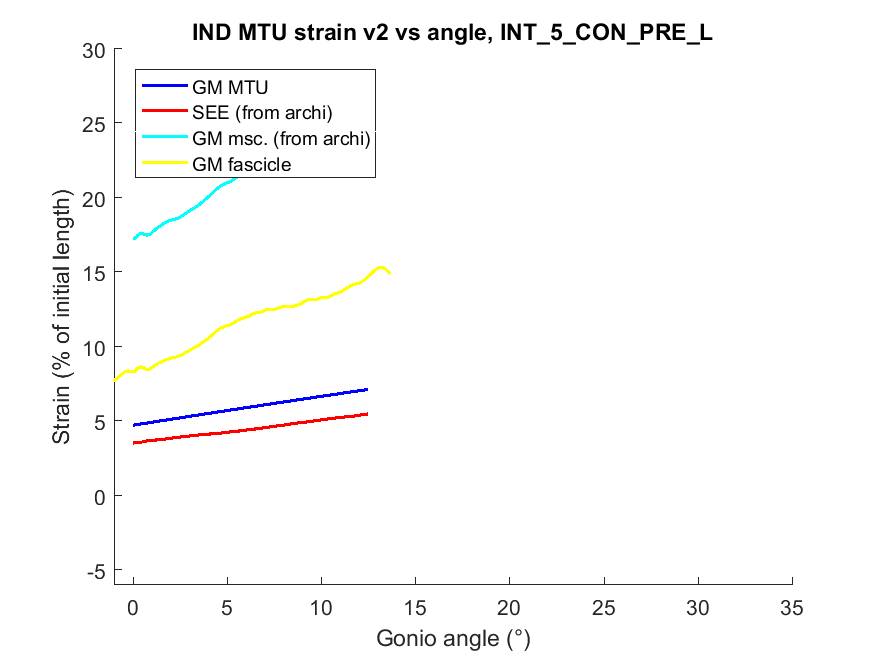 IND MTU strain v2 vs angle, INT_5_CON_PRE_L
30
25
20
15
10
5
0
-5
Strain (% of initial length)
GM MTU
SEE (from archi)
GM msc. (from archi)
GM fascicle
0 5 10 15 20 25 30 35
Gonio angle (°)